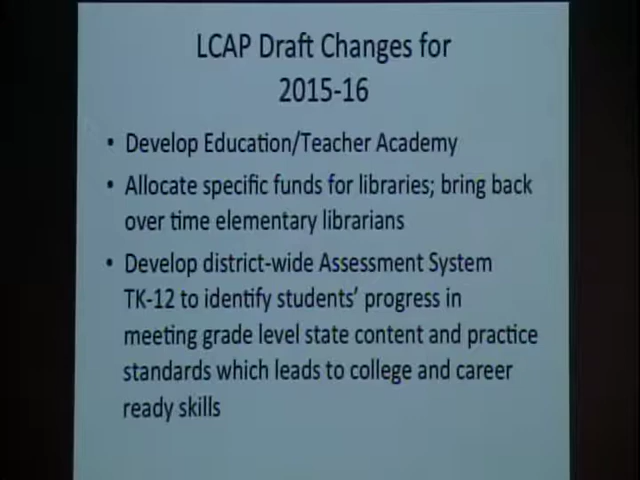 LCAP Draft Changes for
2015-16
• Develop Education/Teacher Academy
• Allocate specific funds for libraries; bring back
over time elementary librarians
• Develop district-wide Assessment System
TK-12 to identify students' progress in
meeting grade level state content and practice
standards which leads to college and career
ready skills